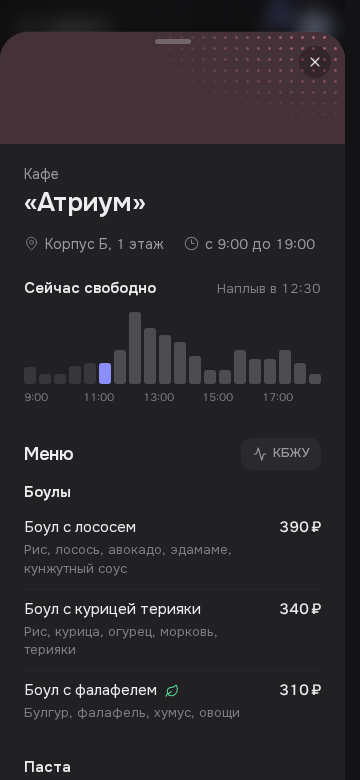 Кафе
«Атриум»
Корпус Б, 1 этаж
с 9:00 до 19:00
Сейчас свободно
Наплыв в 12:30
9:00 11:00 13:00 15:00 17:00
Меню
КБЖУ
Боулы
Боул с лососем 390 ₽
Рис, лосось, авокадо, эдамаме,
кунжутный соус
Боул с курицей терияки 340 ₽
Рис, курица, огурец, морковь,
терияки
Боул с фалафелем 310 ₽
Булгур, фалафель, хумус, овощи
Паста